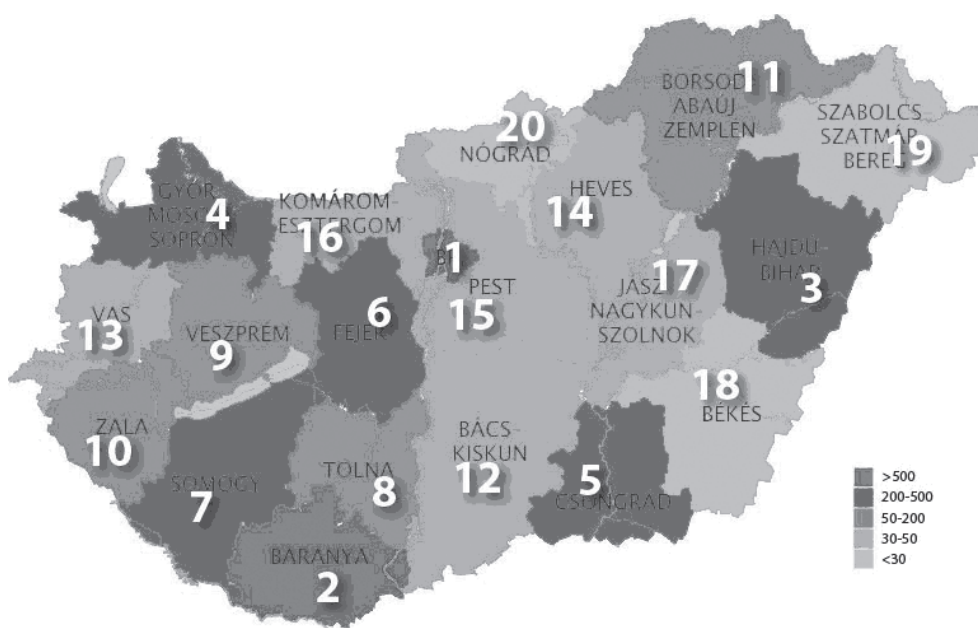 11
BORSOD-
ABAÚJ
ZEMPLÉN
20
NÓGRÁD
SZABOLCS
SZATMÁR
BEREG
19
GYŐR
MOSON
SOPRON
4
KOMÁROM-
ESZTERGOM
16
HEVES
14
1
BP
HAJDU-
BIHAR
3
VAS
13
VESZPRÉM
9
6
FEJÉR
PEST
15
JÁSZ
17
NAGYKUN-
SZOLNOK
18
BÉKÉS
ZALA
10
SOMOGY
7
TOLNA
8
BÁCS-
KISKUN
12
5
CSONGRÁD
BARANYA
2
>500
200-500
50-200
30-50
<30